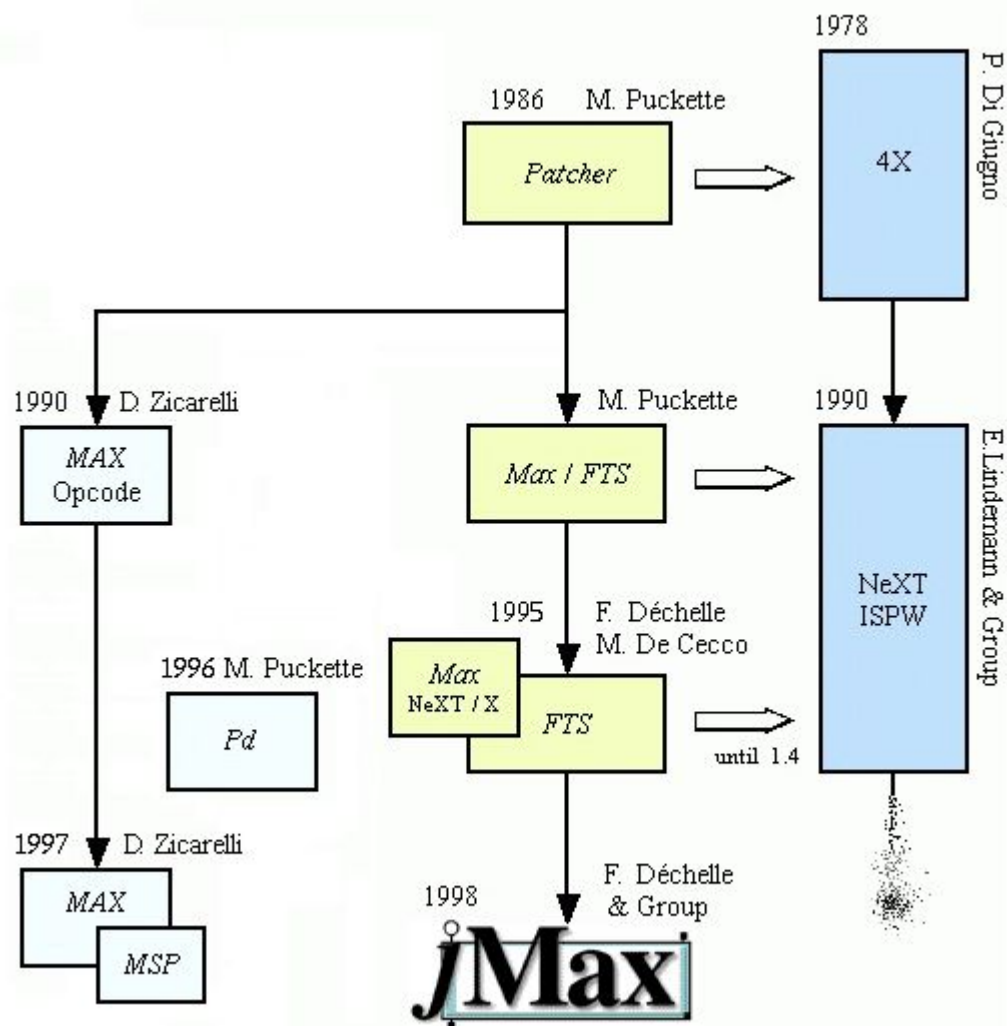 1978
P. Di Giugno
1986 M. Puckette
Patcher
4X
1990 D. Zicarelli
M. Puckette
1990
MAX
Opcode
Max / FTS
E.Lindemann & Group
NeXT
ISPW
1995 F. Déchelle
M. De Cecco
1996 M. Puckette
Max
NeXT / X
Pd
FTS
until 1.4
1997 D. Zicarelli
F. Déchelle
& Group
1998
MAX
MSP
jMax